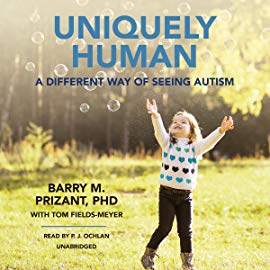 UNIQUELY
HUMAN
A DIFFERENT WAY OF SEEING AUTISM
BARRY M.
PRIZANT, PHD
WITH TOM FIELDS-MEYER
READ BY P. J. OCHLAN
UNABRIDGED